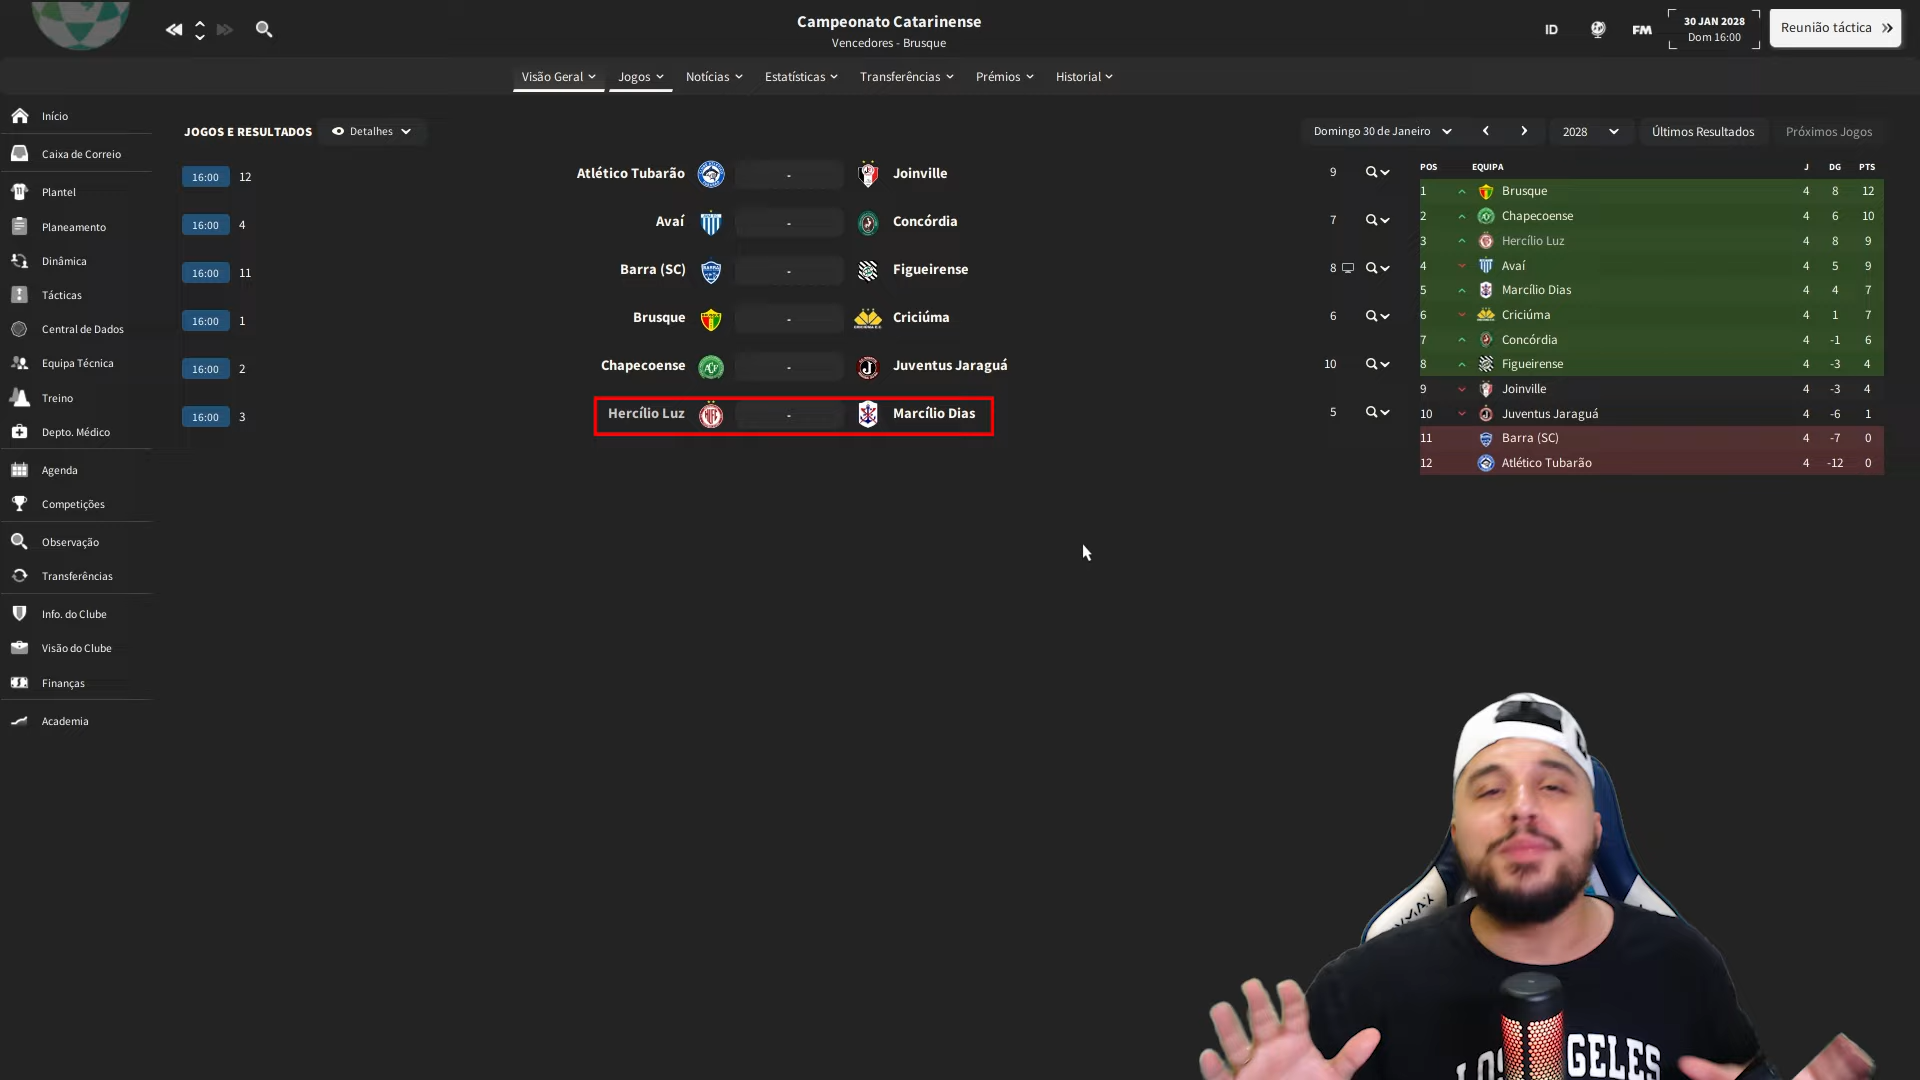 Campeonato Catarinense
Vencedores - Brusque
ID
FM
30 JAN 2028
Dom 16:00
Reunião táctica
Visão Geral
Jogos
Notícias
Estatísticas
Transferências
Prémios
Historial
Início
Caixa de Correio
Plantel
Planeamento
Dinâmica
Tácticas
Central de Dados
Equipa Técnica
Treino
Depto. Médico
Agenda
Competições
Observação
Transferências
Info. do Clube
Visão do Clube
Finanças
Academia
JOGOS E RESULTADOS
Detalhes
Domingo 30 de Janeiro
2028
Últimos Resultados
Próximos Jogos
16:00 12 Atlético Tubarão - Joinville 9
16:00 4 Avaí - Concórdia 7
16:00 11 Barra (SC) - Figueirense 8
16:00 1 Brusque - Criciúma 6
16:00 2 Chapecoense - Juventus Jaraguá 10
16:00 3 Hercílio Luz - Marcílio Dias 5
POS EQUIPA J DG PTS
1 Brusque 4 8 12
2 Chapecoense 4 6 10
3 Hercílio Luz 4 8 9
4 Avaí 4 5 9
5 Marcílio Dias 4 4 7
6 Criciúma 4 1 7
7 Concórdia 4 -1 6
8 Figueirense 4 -3 4
9 Joinville 4 -3 4
10 Juventus Jaraguá 4 -6 1
11 Barra (SC) 4 -7 0
12 Atlético Tubarão 4 -12 0
GELES